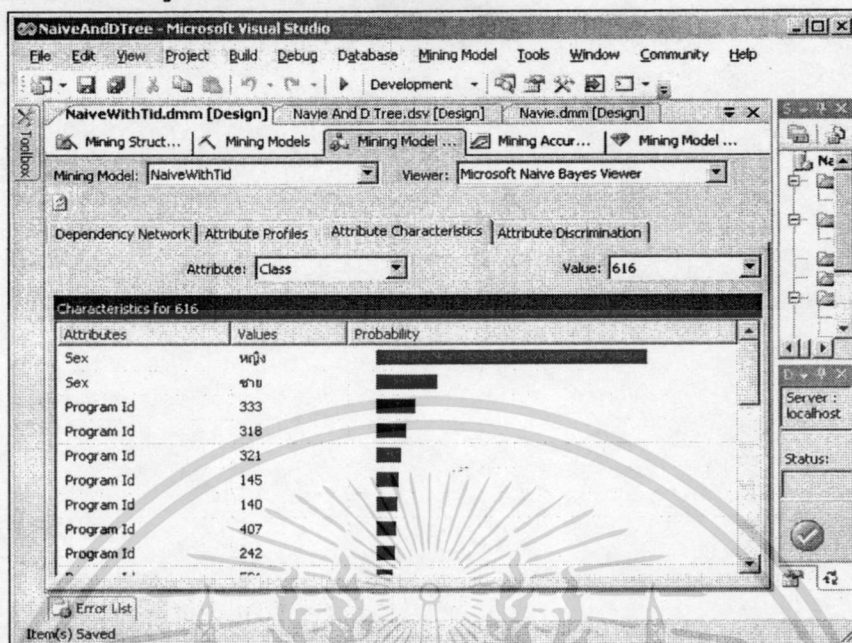 NaiveAndDTree - Microsoft Visual Studio
File Edit View Project Build Debug Database Mining Model Tools Window Community Help
Development
NaiveWithTid.dmm [Design] Navie And D Tree.dsv [Design] Navie.dmm [Design]
Toolbox
Mining Struct... Mining Models Mining Model ... Mining Accur... Mining Model ...
Mining Model: NaiveWithTid Viewer: Microsoft Naive Bayes Viewer
Dependency Network Attribute Profiles Attribute Characteristics Attribute Discrimination
Attribute: Class Value: 616
Characteristics for 616
Attributes Values Probability
Sex หญิง
Sex ชาย
Program Id 333
Program Id 318
Program Id 321
Program Id 145
Program Id 140
Program Id 407
Program Id 242
Server :
localhost
Status:
Error List
Item(s) Saved